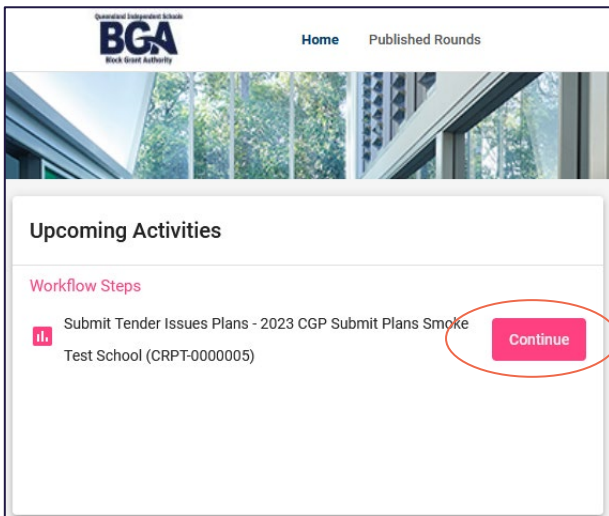 Queensland Independent Schools
BGA
Block Grant Authority
Home Published Rounds
Upcoming Activities
Workflow Steps
Submit Tender Issues Plans - 2023 CGP Submit Plans Smoke
Test School (CRPT-0000005)
Continue